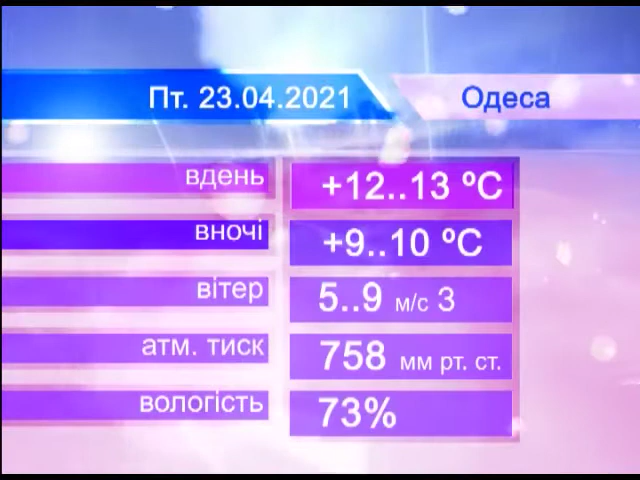 Пт. 23.04.2021 Одеса
вдень +12..13 ºC
вночі +9..10 ºC
вітер 5..9 м/с З
атм. тиск 758 мм рт. ст.
вологість 73%